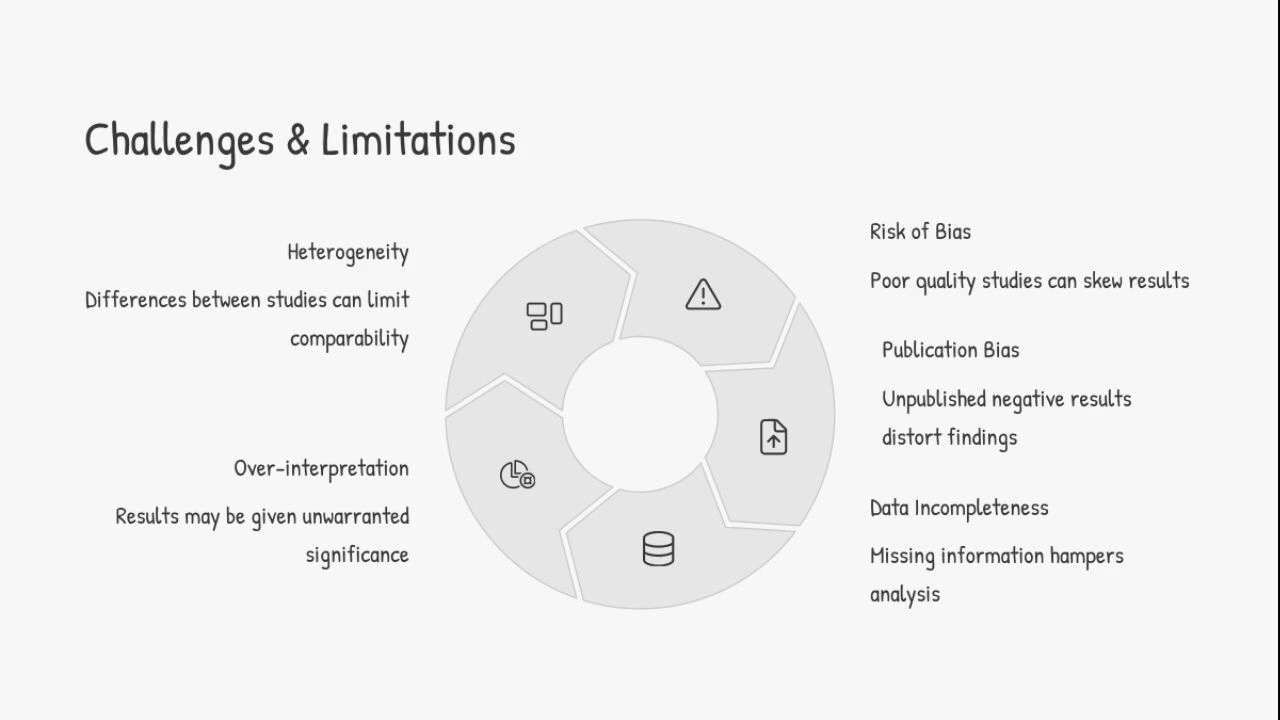 Challenges & Limitations
Heterogeneity
Differences between studies can limit
comparability
Over-interpretation
Results may be given unwarranted
significance
Risk of Bias
Poor quality studies can skew results
Publication Bias
Unpublished negative results
distort findings
Data Incompleteness
Missing information hampers
analysis